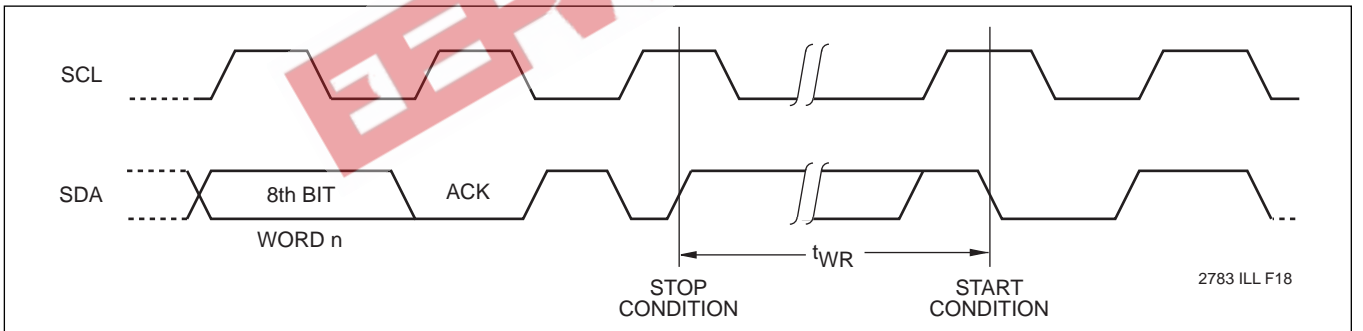 SCL
SDA
8th BIT
ACK
WORD n
tWR
STOP
CONDITION
START
CONDITION
2783 ILL F18